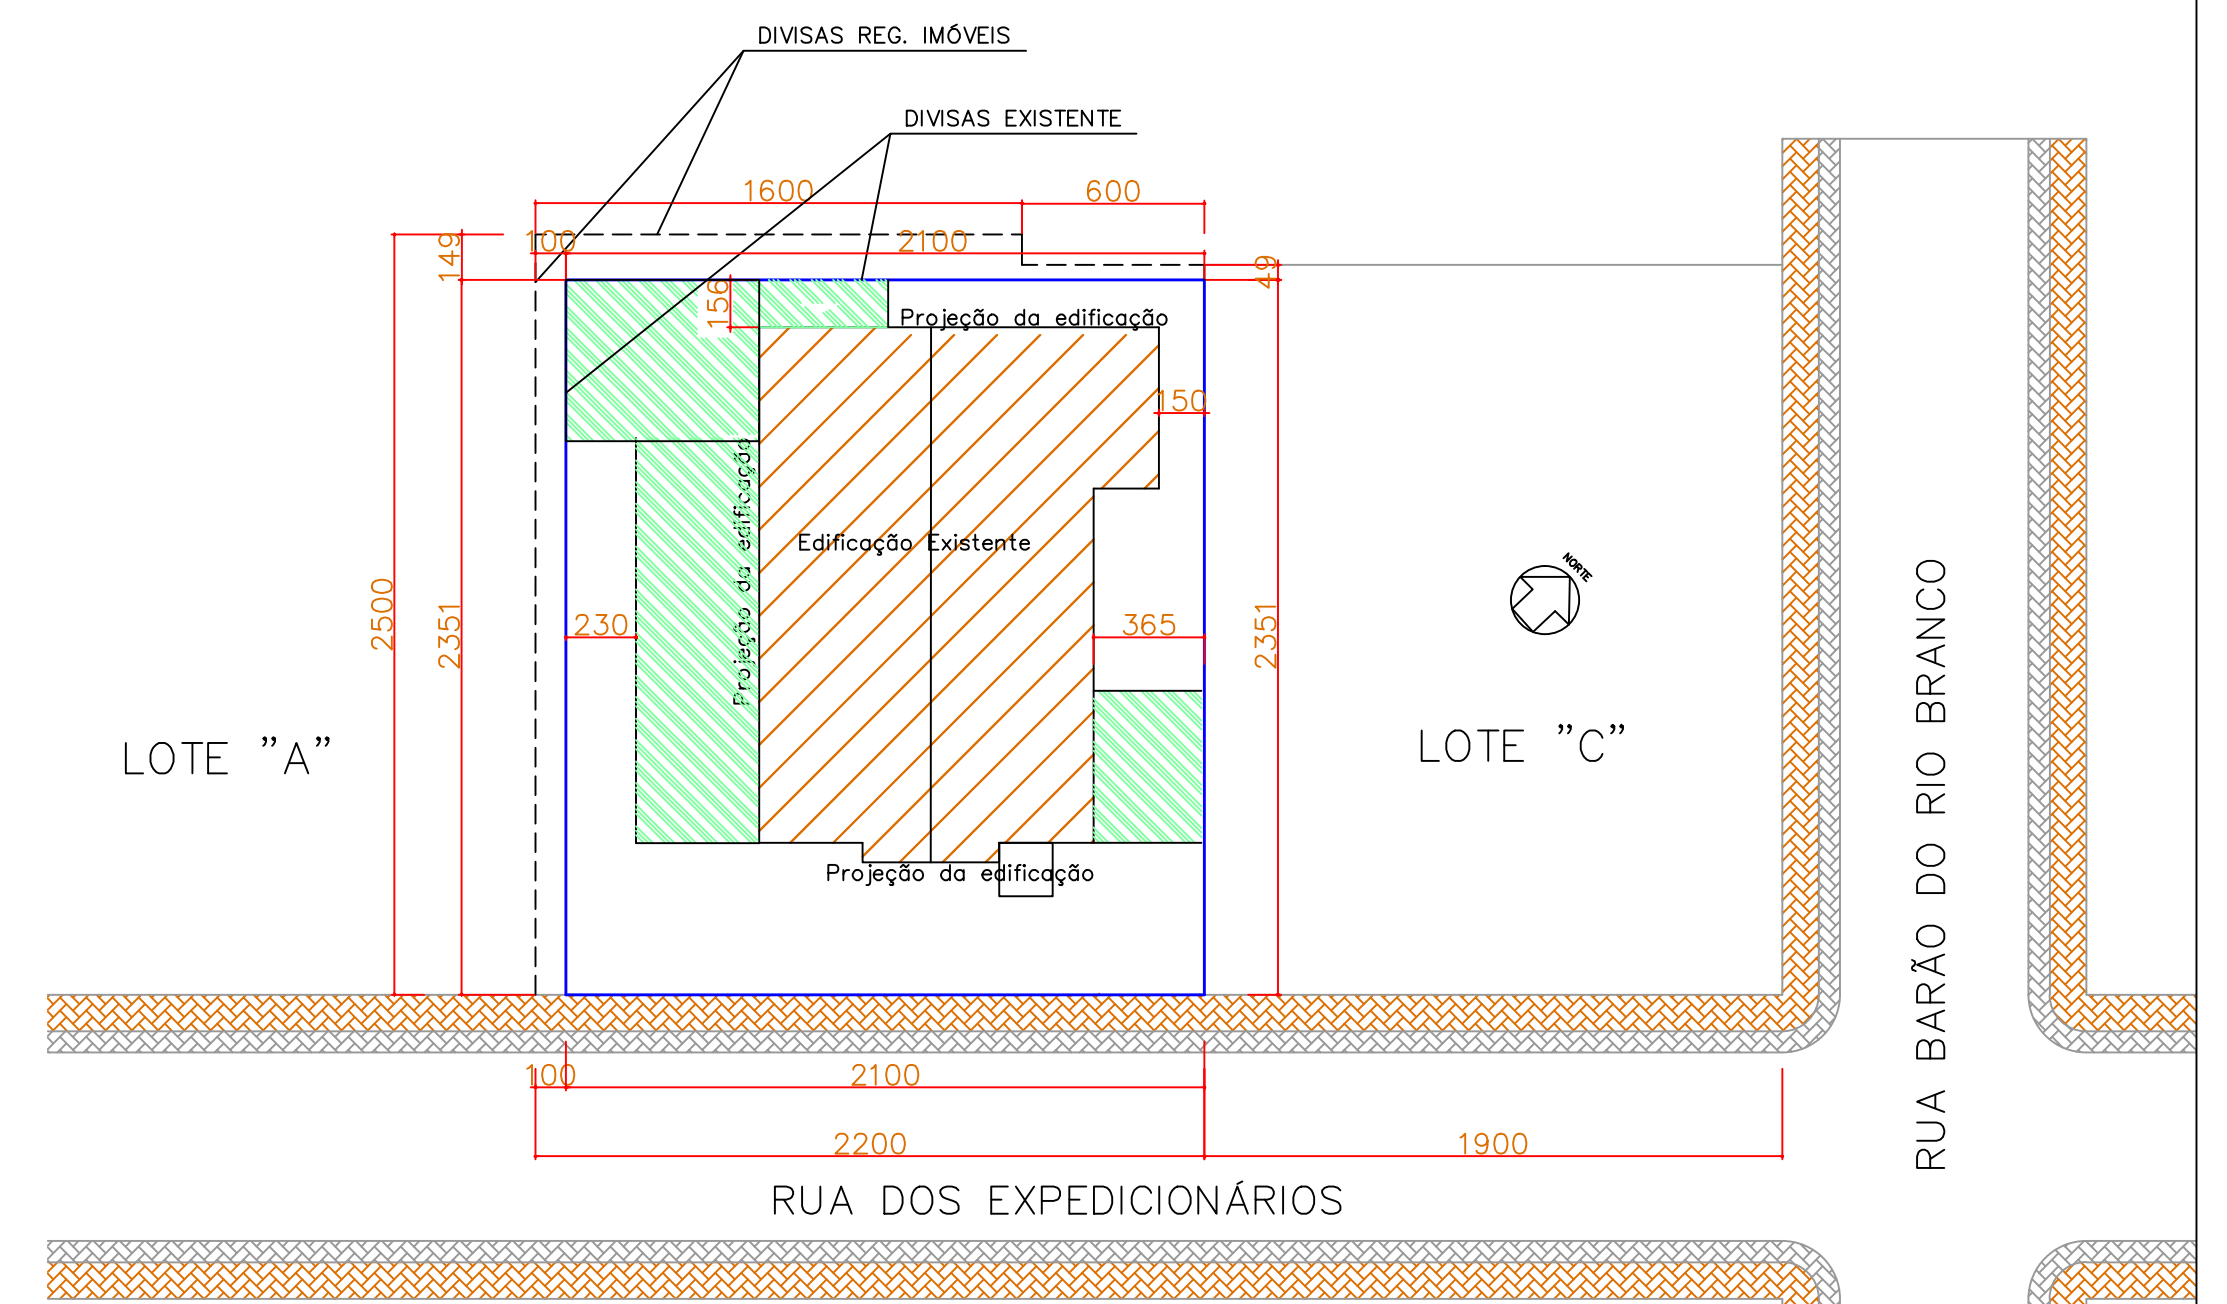 DIVISAS REG. IMÓVEIS
DIVISAS EXISTENTE
1600
600
149
100
2100
49
156
Projeção da edificação
150
Projeção da edificação
Edificação Existente
NORTE
2500
2351
230
365
2351
LOTE "A"
LOTE "C"
RUA BARÃO DO RIO BRANCO
Projeção da edificação
100
2100
2200
1900
RUA DOS EXPEDICIONÁRIOS